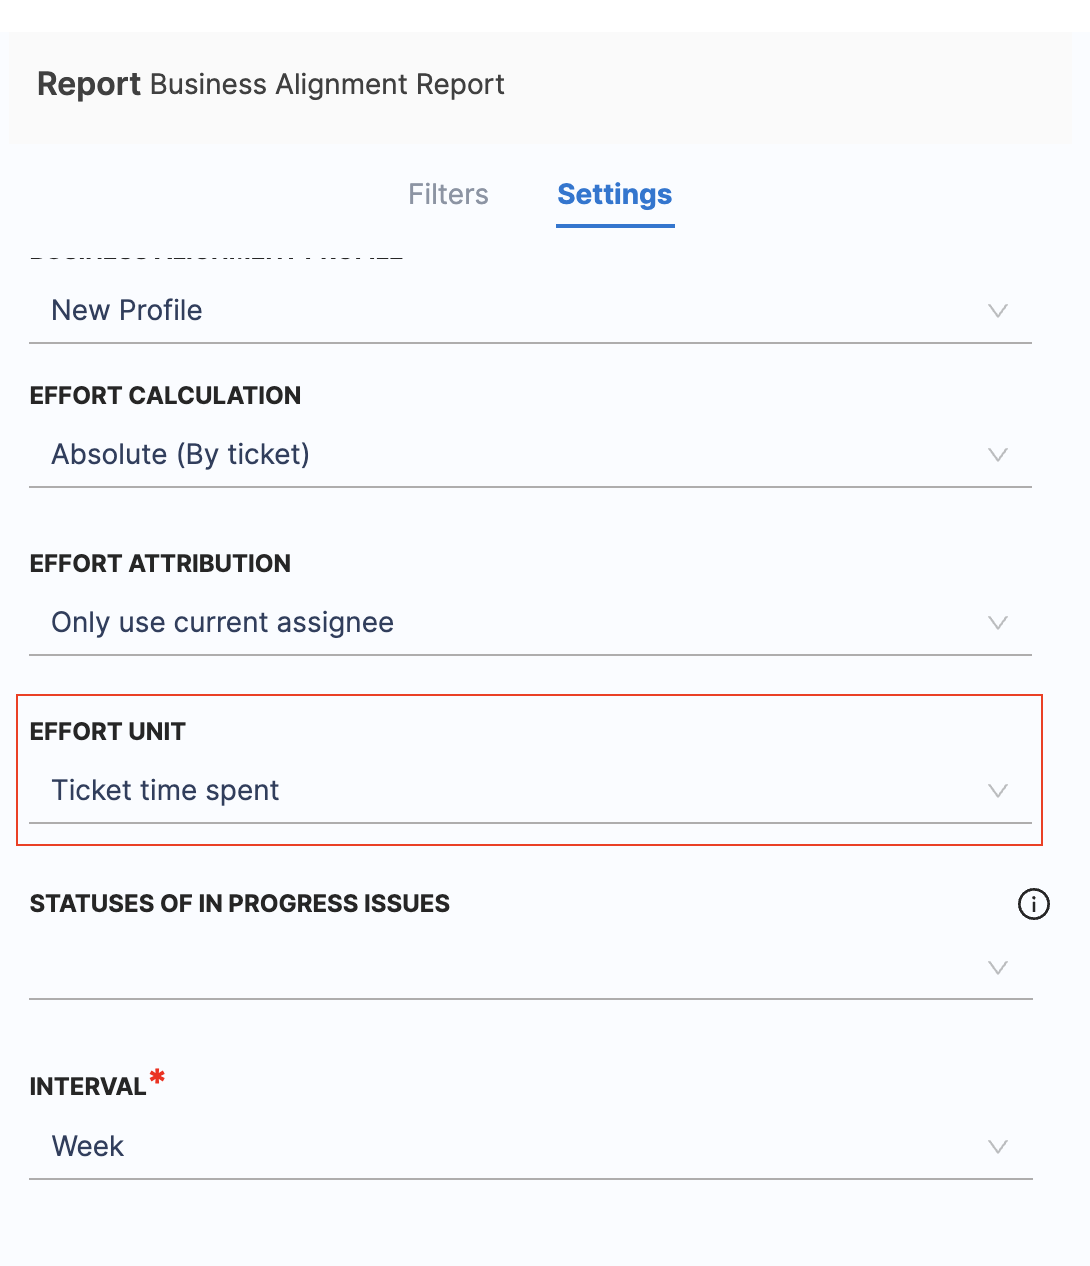 Report Business Alignment Report
Filters Settings
New Profile
EFFORT CALCULATION
Absolute (By ticket)
EFFORT ATTRIBUTION
Only use current assignee
EFFORT UNIT
Ticket time spent
STATUSES OF IN PROGRESS ISSUES
INTERVAL*
Week